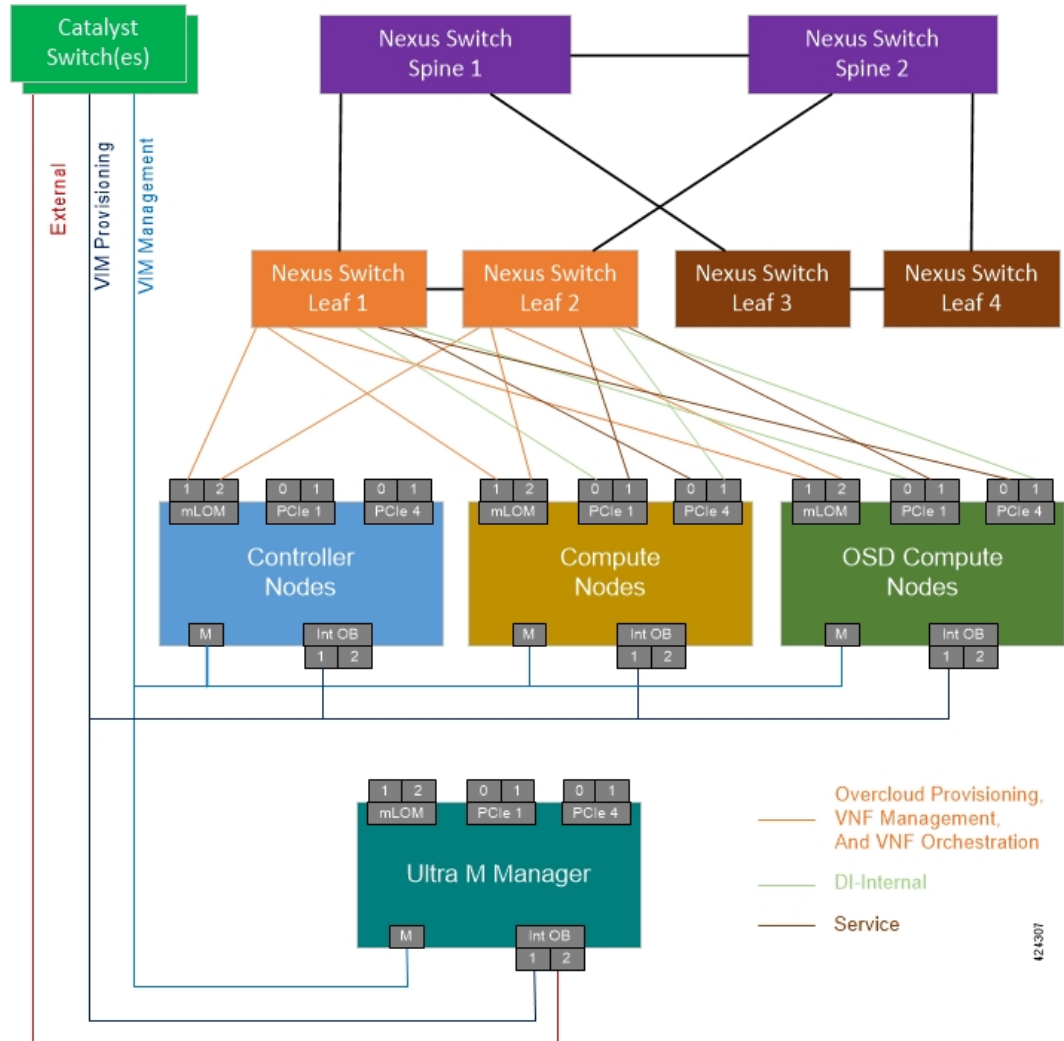 Catalyst
Switch(es)
Nexus Switch
Spine 1
Nexus Switch
Spine 2
External
VIM Provisioning
VIM Management
Nexus Switch
Leaf 1
Nexus Switch
Leaf 2
Nexus Switch
Leaf 3
Nexus Switch
Leaf 4
1 2
mLOM
0 1
PCIe 1
0 1
PCIe 4
Controller
Nodes
M
Int OB
1 2
1 2
mLOM
0 1
PCIe 1
0 1
PCIe 4
Compute
Nodes
M
Int OB
1 2
1 2
mLOM
0 1
PCIe 1
0 1
PCIe 4
OSD Compute
Nodes
M
Int OB
1 2
1 2
mLOM
0 1
PCIe 1
0 1
PCIe 4
Ultra M Manager
M
Int OB
1 2
Overcloud Provisioning,
VNF Management,
And VNF Orchestration
DI-Internal
Service
424307